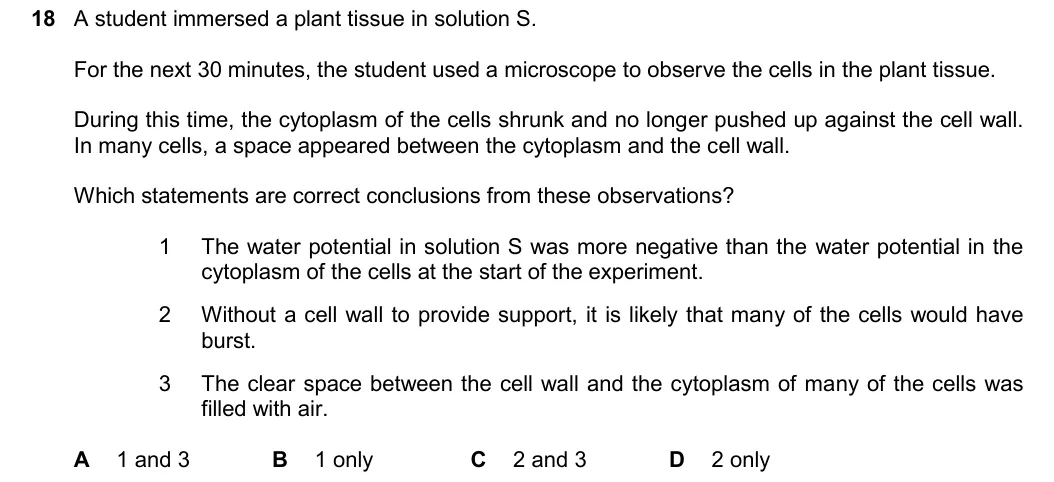 18 A student immersed a plant tissue in solution S.
For the next 30 minutes, the student used a microscope to observe the cells in the plant tissue.
During this time, the cytoplasm of the cells shrunk and no longer pushed up against the cell wall.
In many cells, a space appeared between the cytoplasm and the cell wall.
Which statements are correct conclusions from these observations?
1 The water potential in solution S was more negative than the water potential in the
cytoplasm of the cells at the start of the experiment.
2 Without a cell wall to provide support, it is likely that many of the cells would have
burst.
3 The clear space between the cell wall and the cytoplasm of many of the cells was
filled with air.
A 1 and 3 B 1 only C 2 and 3 D 2 only